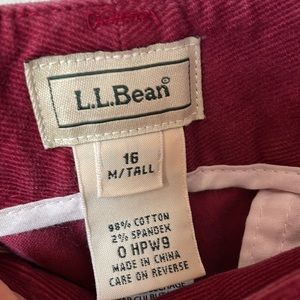 L.L.Bean®
16
M/TALL
98% COTTON
2% SPANDEX
0 HPW9
MADE IN CHINA
CARE ON REVERSE